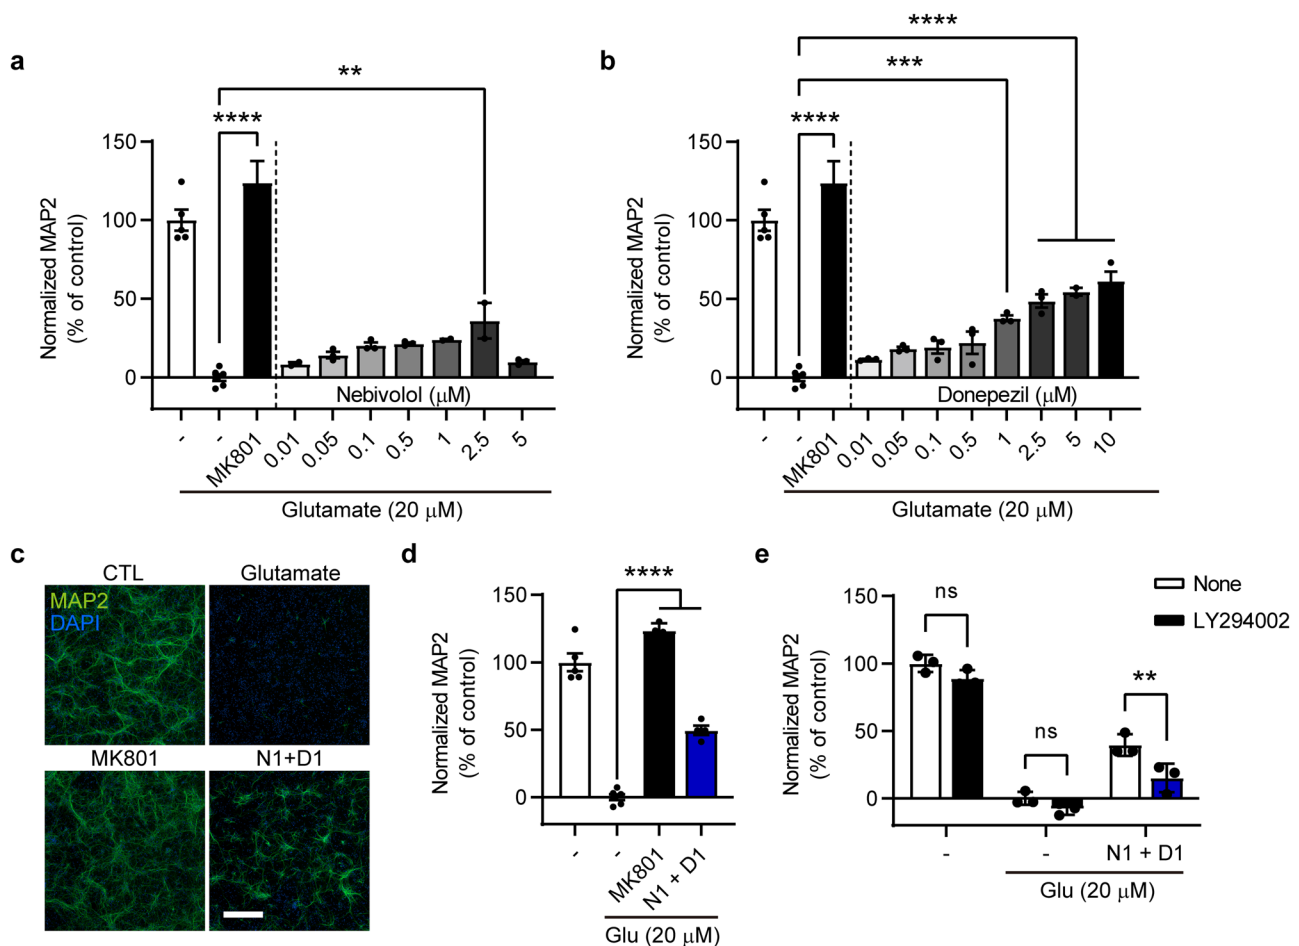 a
**
****
150
100
50
0
Normalized MAP2
(% of control)
Nebivolol (μM)
-
-
MK801
0.01
0.05
0.1
0.5
1
2.5
5
Glutamate (20 μM)
b
****
***
****
150
100
50
0
Normalized MAP2
(% of control)
Donepezil (μM)
-
-
MK801
0.01
0.05
0.1
0.5
1
2.5
5
10
Glutamate (20 μM)
c
CTL
Glutamate
MAP2
DAPI
MK801
N1+D1
d
****
150
100
50
0
Normalized MAP2
(% of control)
-
-
MK801
N1 + D1
Glu (20 μM)
e
None
LY294002
ns
ns
**
150
100
50
0
Normalized MAP2
(% of control)
-
-
N1 + D1
Glu (20 μM)